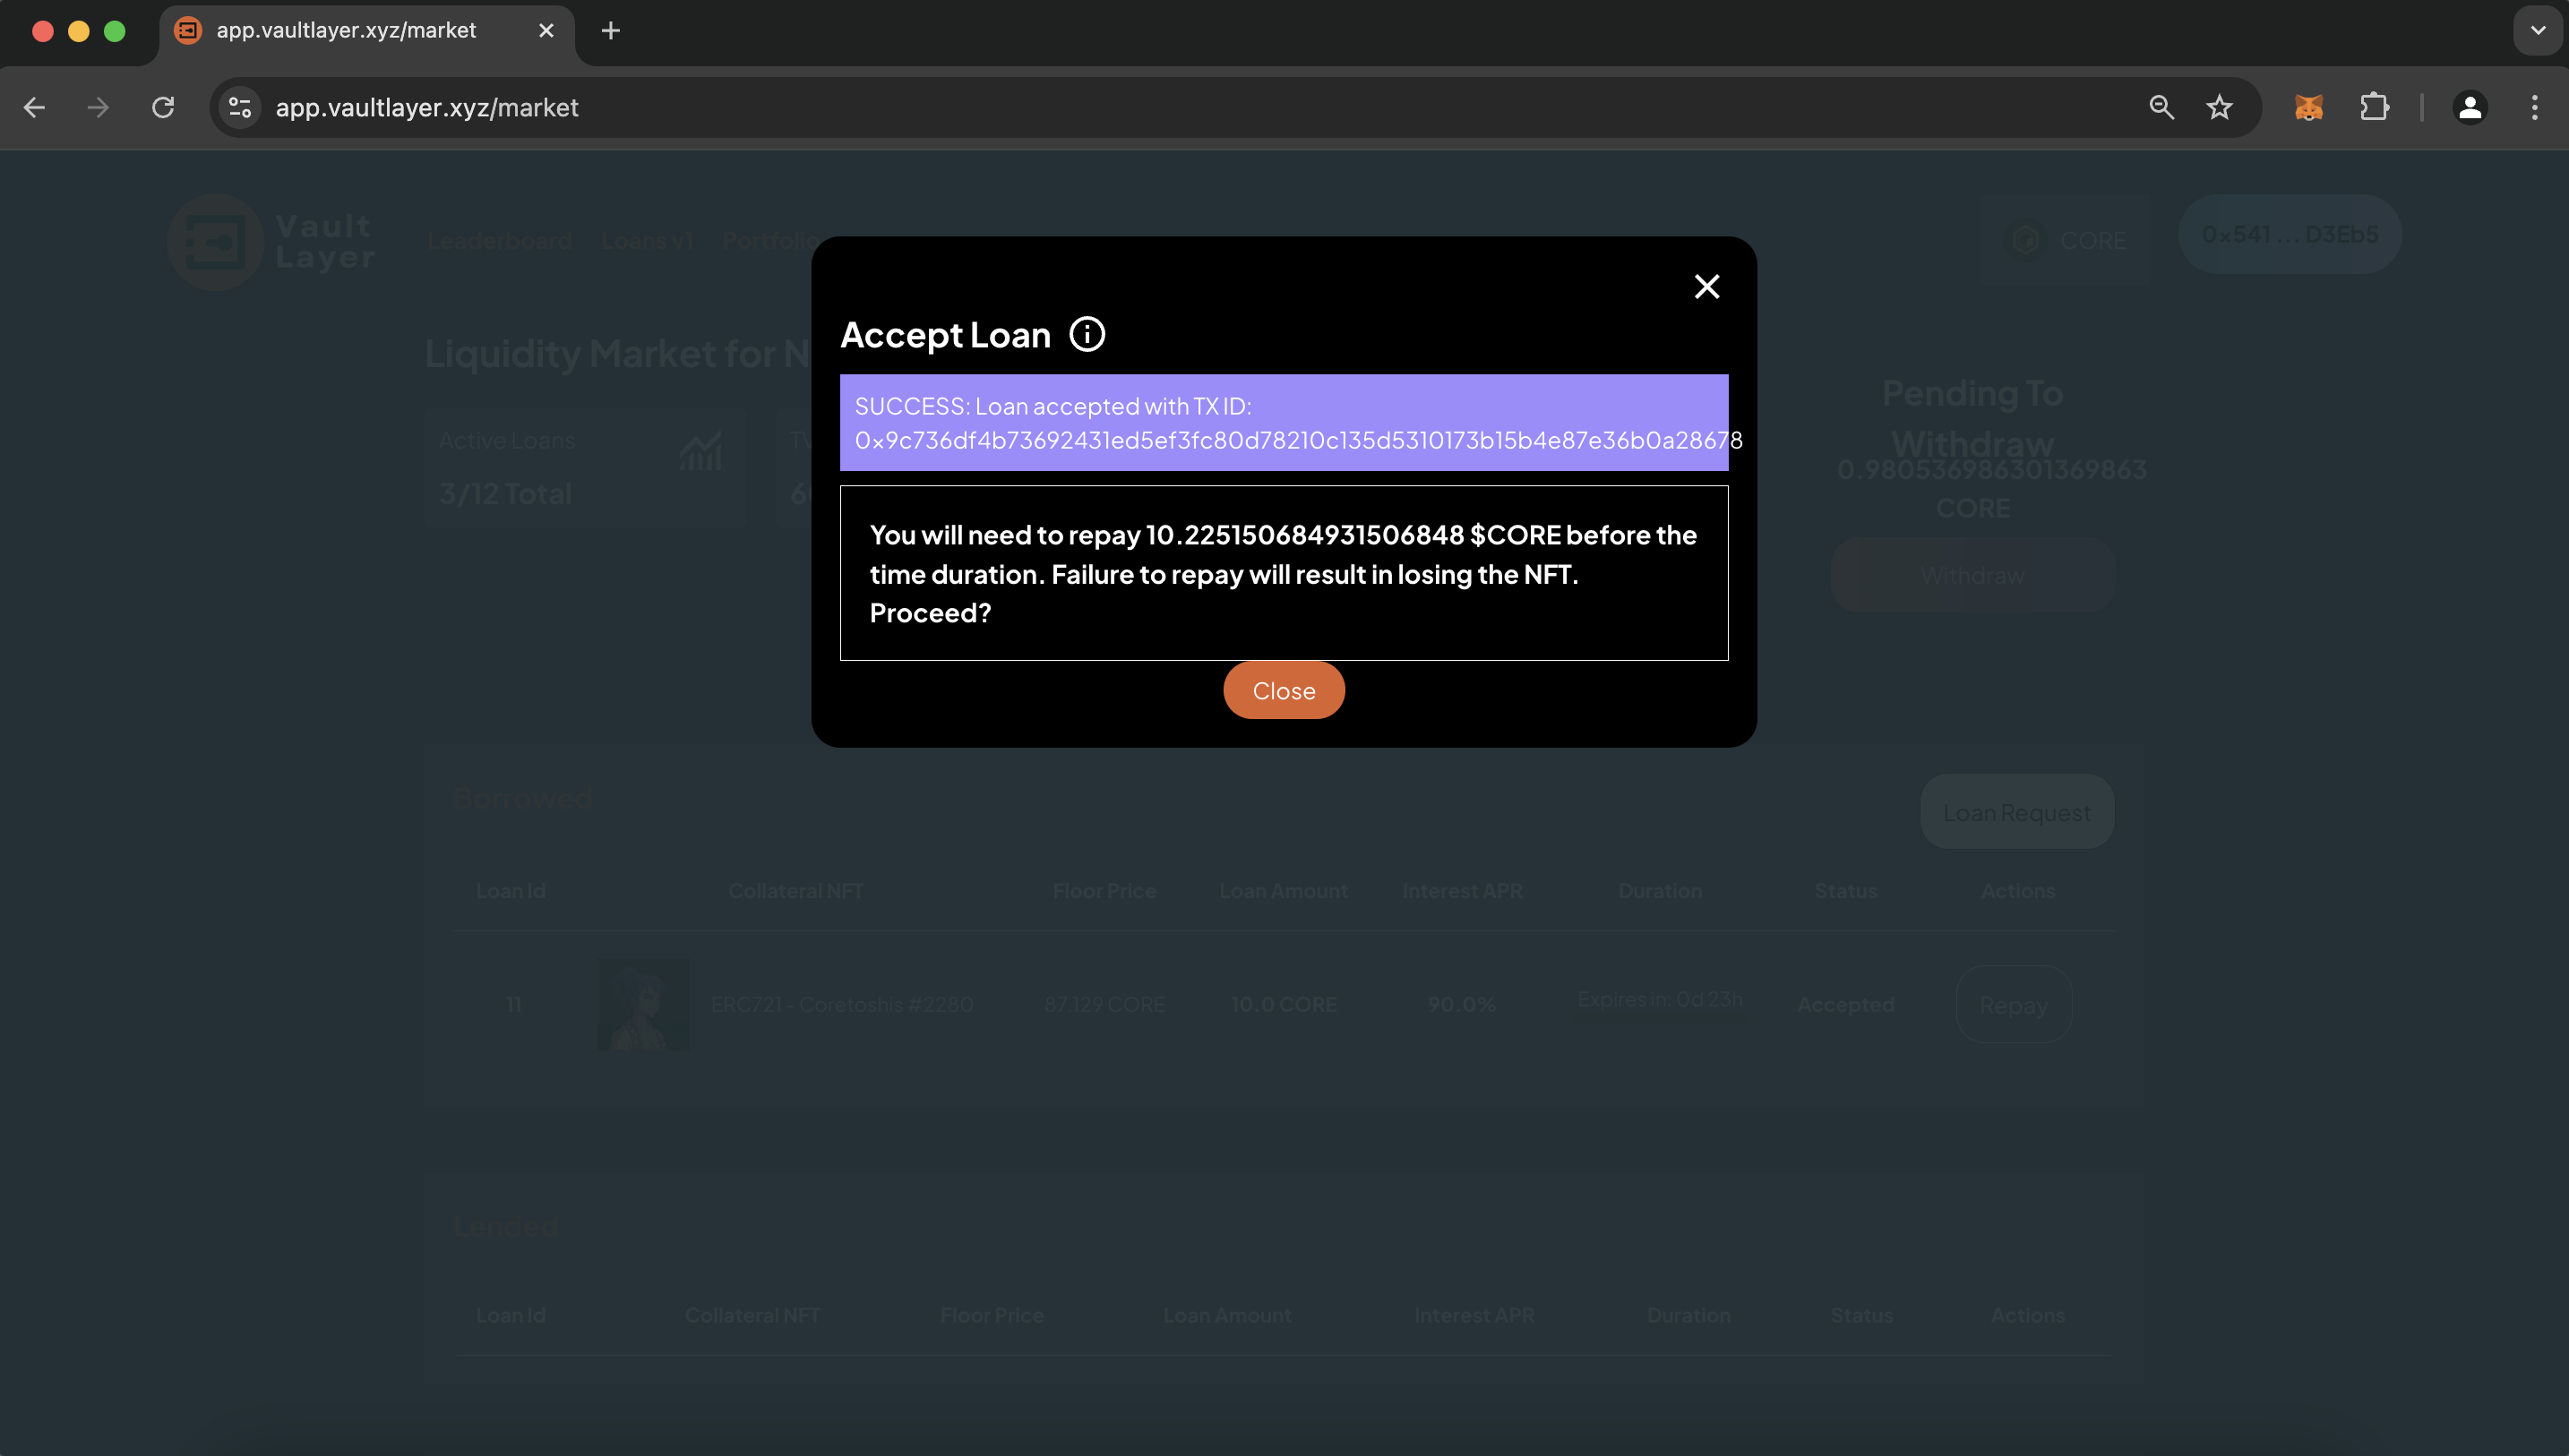 app.vaultlayer.xyz/market
app.vaultlayer.xyz/market
Vault
Layer
Leaderboard
Loans v1
Portfolio
CORE
0x541 ... D3Eb5
Liquidity Market for N
Active Loans
3/12 Total
Pending To
Withdraw
0.980536986301369863
CORE
Withdraw
Accept Loan
SUCCESS: Loan accepted with TX ID:
0x9c736df4b73692431ed5ef3fc80d78210c135d5310173b15b4e87e36b0a28678
You will need to repay 10.225150684931506848 $CORE before the
time duration. Failure to repay will result in losing the NFT.
Proceed?
Close
Borrowed
Loan Request
Loan Id Collateral NFT Floor Price Loan Amount Interest APR Duration Status Actions
11 ERC721 - Coretoshis #2280 87.129 CORE 10.0 CORE 90.0% Expires in: 0d 23h Accepted Repay
Lended
Loan Id Collateral NFT Floor Price Loan Amount Interest APR Duration Status Actions